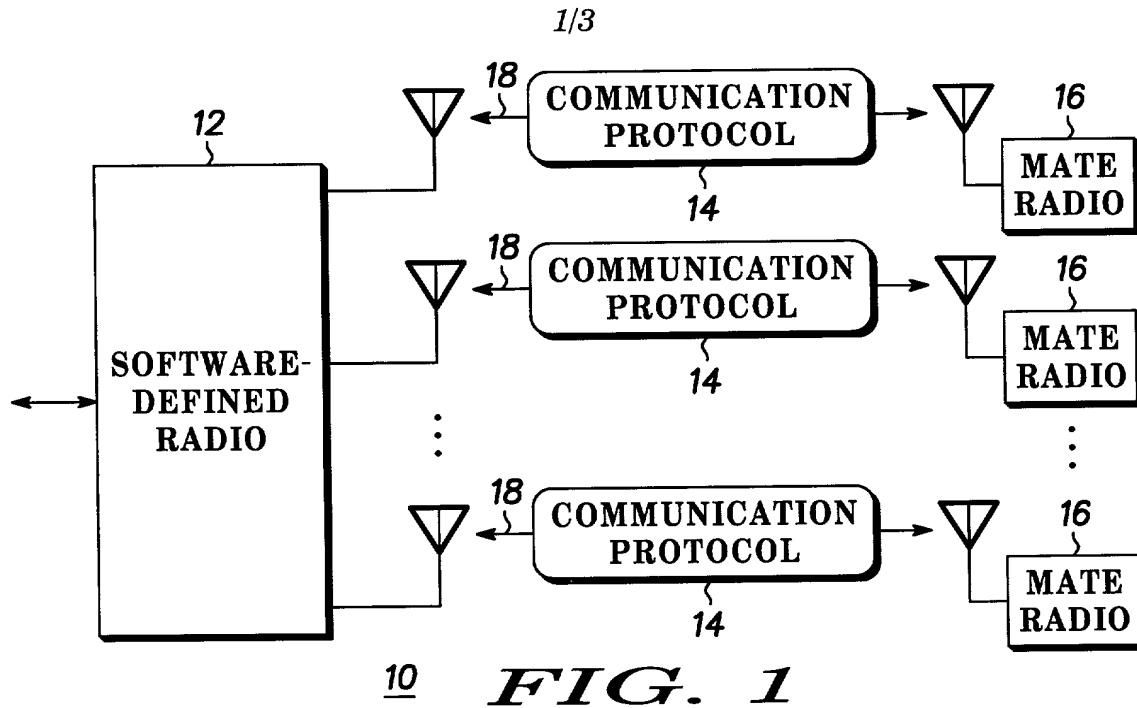 1/3
12
18
COMMUNICATION
PROTOCOL
14
16
MATE
RADIO
18
COMMUNICATION
PROTOCOL
14
16
MATE
RADIO
SOFTWARE-
DEFINED
RADIO
18
COMMUNICATION
PROTOCOL
14
16
MATE
RADIO
10 FIG. 1